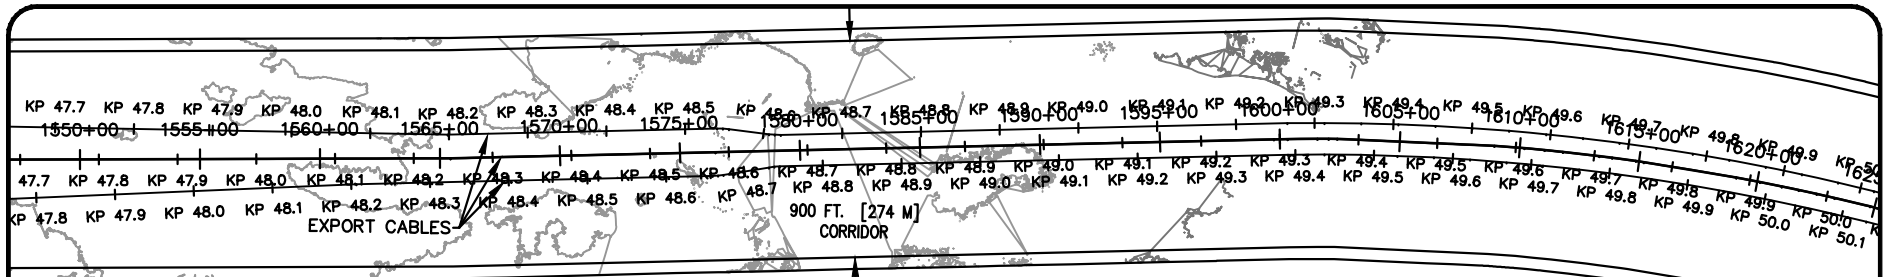 KP 47.7 KP 47.8 KP 47.9 KP 48.0 KP 48.1 KP 48.2 KP 48.3 KP 48.4 KP 48.5 KP 48.6 KP 48.7 KP 48.8 KP 48.9 KP 49.0 KP 49.1 KP 49.2 KP 49.3 KP 49.4 KP 49.5 KP 49.6 KP 49.7 KP 49.8 KP 49.9
1550+00 1555+00 1560+00 1565+00 1570+00 1575+00 1580+00 1585+00 1590+00 1595+00 1600+00 1605+00 1610+00 1615+00 1620+00
47.7 KP 47.8 KP 47.9 KP 48.0 KP 48.1 KP 48.2 KP 48.3 KP 48.4 KP 48.5 KP 48.6 KP 48.7 KP 48.8 KP 48.9 KP 49.0 KP 49.1 KP 49.2 KP 49.3 KP 49.4 KP 49.5 KP 49.6 KP 49.7 KP 49.8 KP 49.9 KP 50.0
KP 47.8 KP 47.9 KP 48.0 KP 48.1 KP 48.2 KP 48.3 KP 48.4 KP 48.5 KP 48.6 KP 48.8 KP 48.9 KP 49.0 KP 49.1 KP 49.2 KP 49.3 KP 49.4 KP 49.5 KP 49.6 KP 49.7 KP 49.8 KP 49.9 KP 50.0 KP 50.1
EXPORT CABLES
900 FT. [274 M]
CORRIDOR